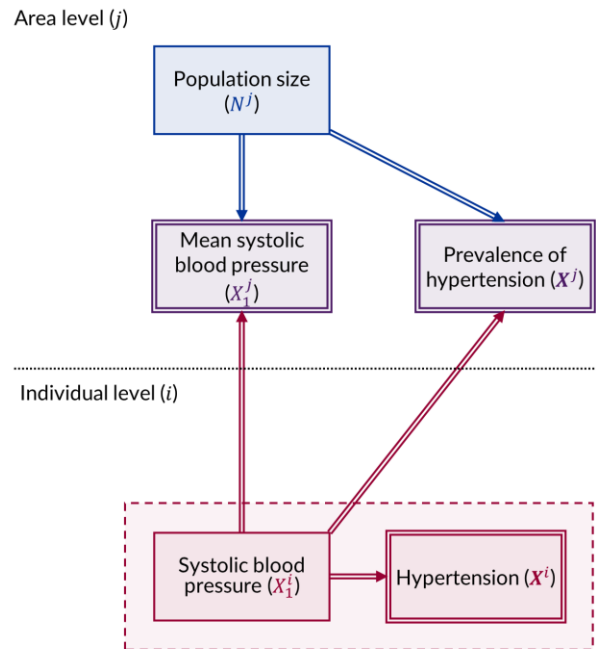 Area level (j)
Population size
(N^j)
Mean systolic
blood pressure
(X_1^j)
Prevalence of
hypertension (X^j)
Individual level (i)
Systolic blood
pressure (X_1^i)
Hypertension (X^i)